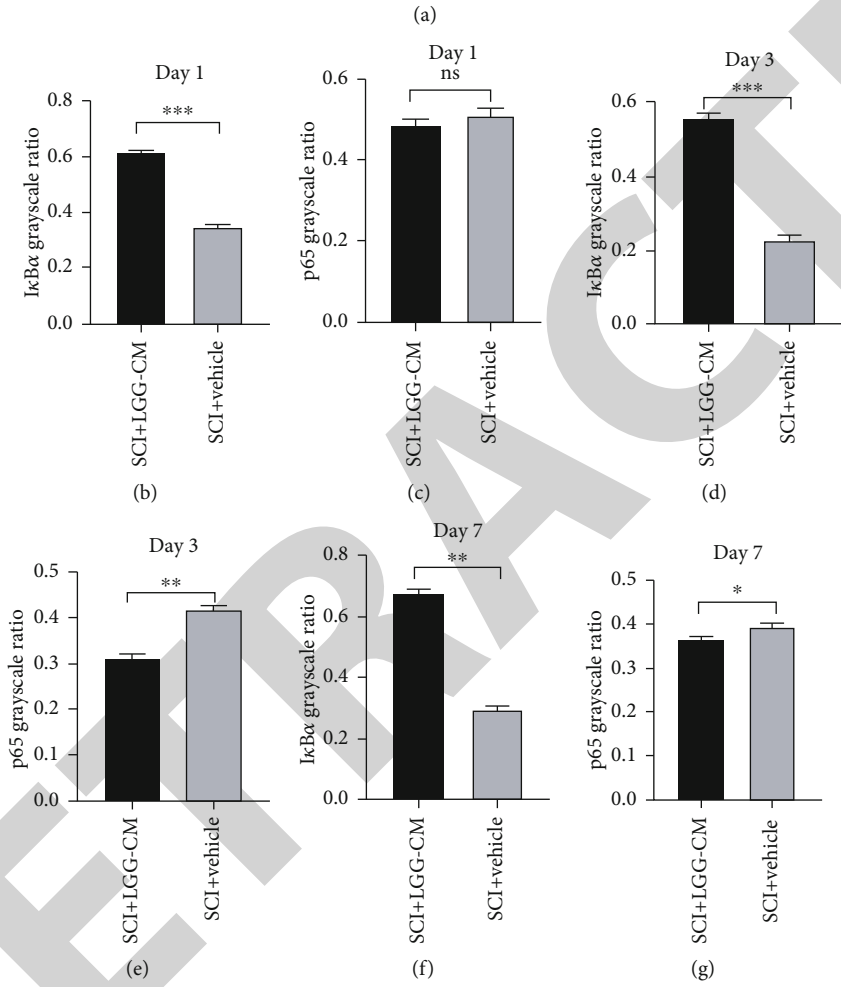 (a)
Day 1
0.8
0.6
0.4
0.2
0.0
IκBα grayscale ratio
***
SCI+LGG-CM
SCI+vehicle
(b)
Day 1
ns
0.6
0.4
0.2
0.0
p65 grayscale ratio
SCI+LGG-CM
SCI+vehicle
(c)
Day 3
0.6
0.4
0.2
0.0
IκBα grayscale ratio
***
SCI+LGG-CM
SCI+vehicle
(d)
Day 3
0.5
0.4
0.3
0.2
0.1
0.0
p65 grayscale ratio
**
SCI+LGG-CM
SCI+vehicle
(e)
Day 7
0.8
0.6
0.4
0.2
0.0
IκBα grayscale ratio
**
SCI+LGG-CM
SCI+vehicle
(f)
Day 7
0.5
0.4
0.3
0.2
0.1
0.0
p65 grayscale ratio
*
SCI+LGG-CM
SCI+vehicle
(g)
ETRACT